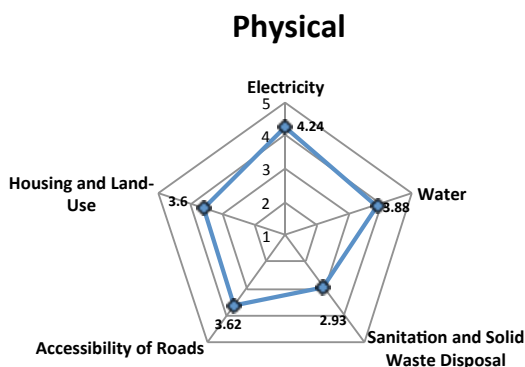 Physical
Electricity
5
4.24
4
3
2
1
Housing and Land-
Use
3.6
Water
3.88
3.62
2.93
Accessibility of Roads
Sanitation and Solid
Waste Disposal